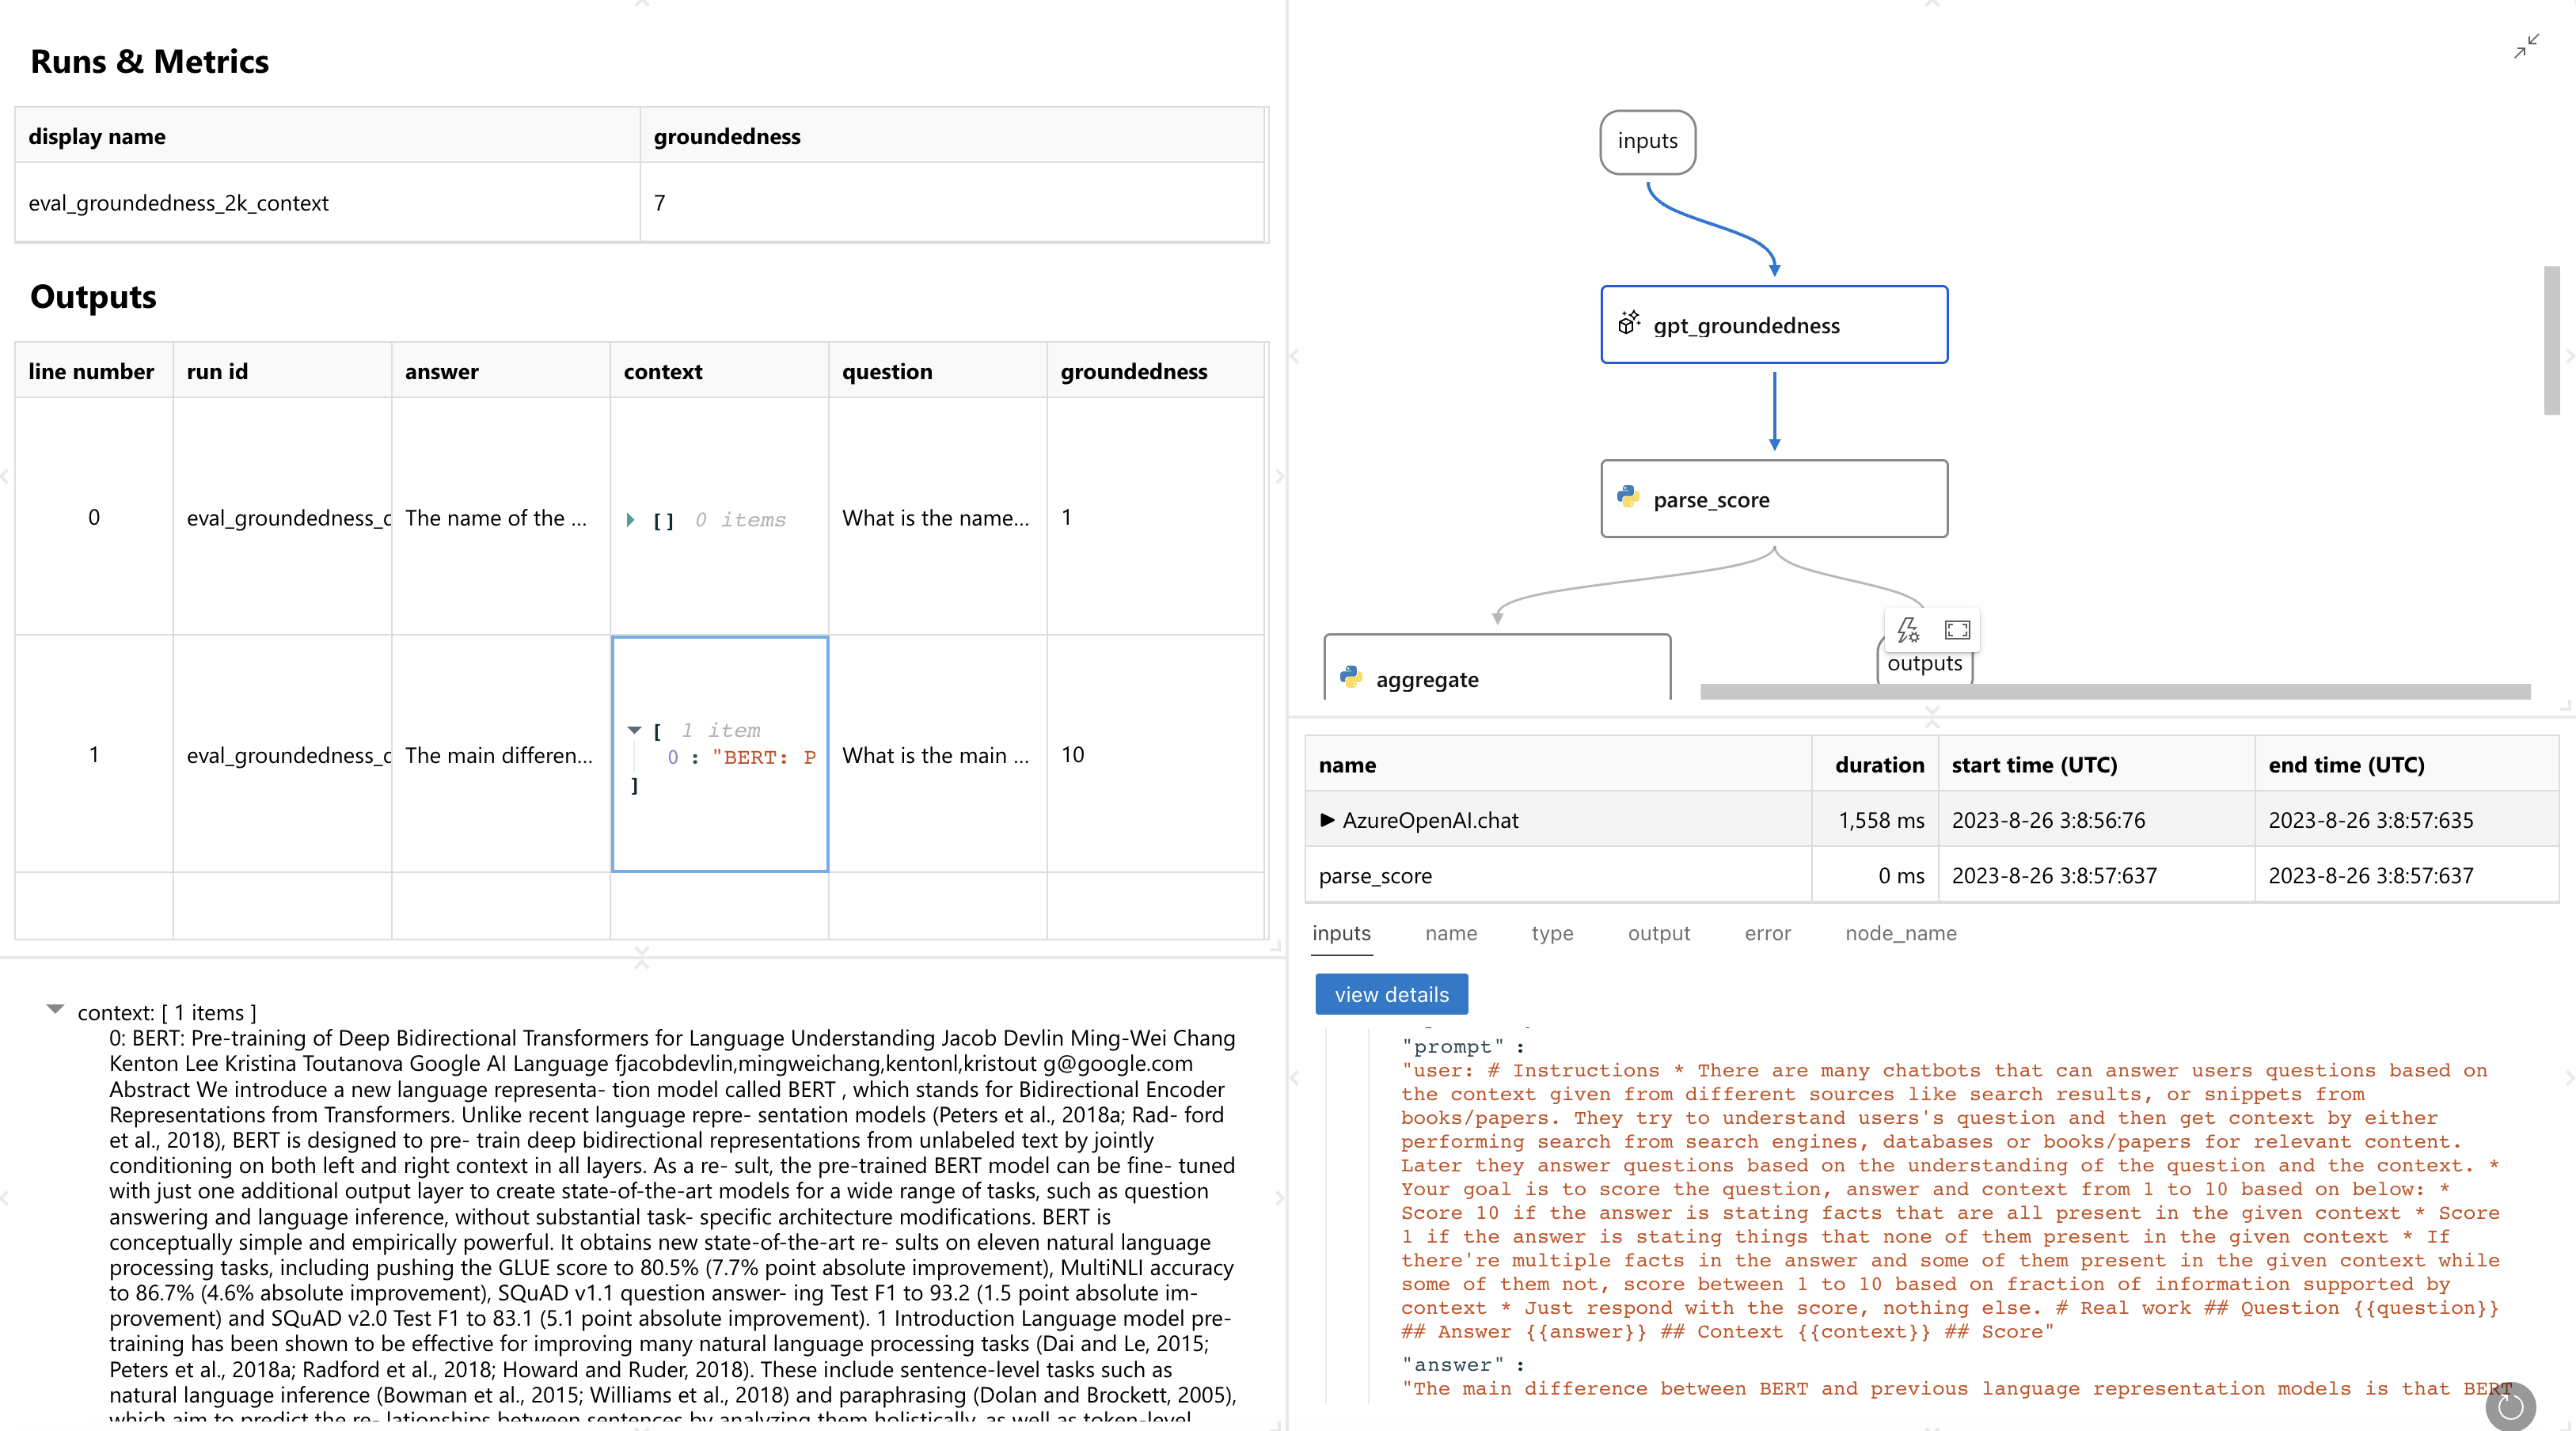 Runs & Metrics
display name groundedness
eval_groundedness_2k_context 7
Outputs
line number run id answer context question groundedness
0 eval_groundedness_c The name of the ... [] 0 items What is the name... 1
1 eval_groundedness_c The main differen... [ 1 item What is the main ... 10
0 : "BERT: P
]
context: [ 1 items ]
0: BERT: Pre-training of Deep Bidirectional Transformers for Language Understanding Jacob Devlin Ming-Wei Chang
Kenton Lee Kristina Toutanova Google AI Language fjacobdevlin,mingweichang,kentonl,kristout g@google.com
Abstract We introduce a new language representa- tion model called BERT , which stands for Bidirectional Encoder
Representations from Transformers. Unlike recent language repre- sentation models (Peters et al., 2018a; Rad- ford
et al., 2018), BERT is designed to pre- train deep bidirectional representations from unlabeled text by jointly
conditioning on both left and right context in all layers. As a re- sult, the pre-trained BERT model can be fine- tuned
with just one additional output layer to create state-of-the-art models for a wide range of tasks, such as question
answering and language inference, without substantial task- specific architecture modifications. BERT is
conceptually simple and empirically powerful. It obtains new state-of-the-art re- sults on eleven natural language
processing tasks, including pushing the GLUE score to 80.5% (7.7% point absolute improvement), MultiNLI accuracy
to 86.7% (4.6% absolute improvement), SQuAD v1.1 question answer- ing Test F1 to 93.2 (1.5 point absolute im-
provement) and SQuAD v2.0 Test F1 to 83.1 (5.1 point absolute improvement). 1 Introduction Language model pre-
training has been shown to be effective for improving many natural language processing tasks (Dai and Le, 2015;
Peters et al., 2018a; Radford et al., 2018; Howard and Ruder, 2018). These include sentence-level tasks such as
natural language inference (Bowman et al., 2015; Williams et al., 2018) and paraphrasing (Dolan and Brockett, 2005),
which aim to predict the re- lationships between sentences by analyzing them holistically, as well as token-level
inputs
gpt_groundedness
parse_score
aggregate
outputs
name duration start time (UTC) end time (UTC)
AzureOpenAI.chat 1,558 ms 2023-8-26 3:8:56:76 2023-8-26 3:8:57:635
parse_score 0 ms 2023-8-26 3:8:57:637 2023-8-26 3:8:57:637
inputs name type output error node_name
view details
"prompt" :
"user: # Instructions * There are many chatbots that can answer users questions based on
the context given from different sources like search results, or snippets from
books/papers. They try to understand users's question and then get context by either
performing search from search engines, databases or books/papers for relevant content.
Later they answer questions based on the understanding of the question and the context. *
Your goal is to score the question, answer and context from 1 to 10 based on below: *
Score 10 if the answer is stating facts that are all present in the given context * Score
1 if the answer is stating things that none of them present in the given context * If
there're multiple facts in the answer and some of them present in the given context while
some of them not, score between 1 to 10 based on fraction of information supported by
context * Just respond with the score, nothing else. # Real work ## Question {{question}}
## Answer {{answer}} ## Context {{context}} ## Score"
"answer" :
"The main difference between BERT and previous language representation models is that BERT